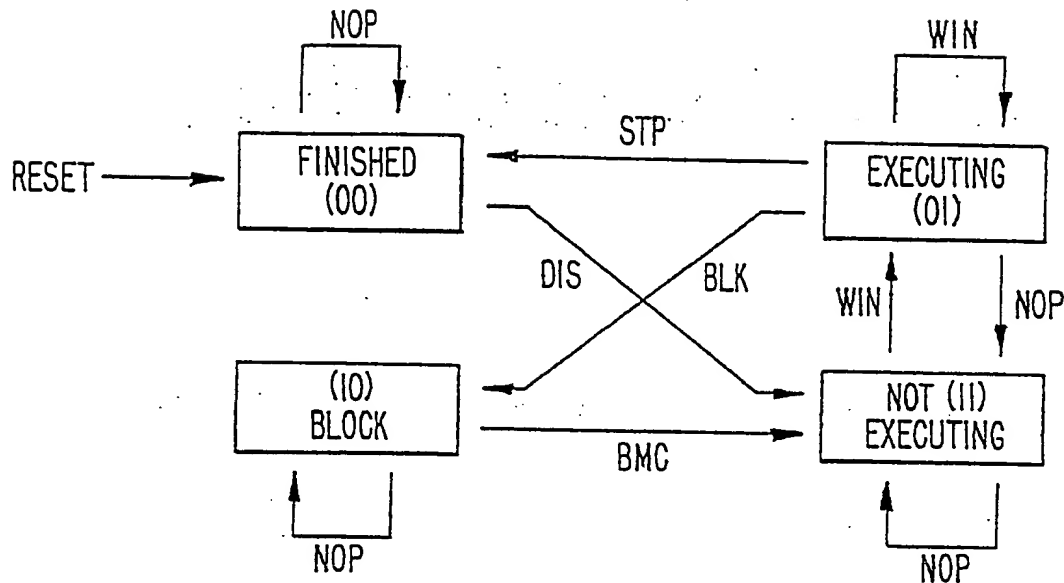 NOP
WIN
STP
RESET
FINISHED
(00)
EXECUTING
(01)
DIS
BLK
WIN
NOP
(10)
BLOCK
NOT (11)
EXECUTING
BMC
NOP
NOP